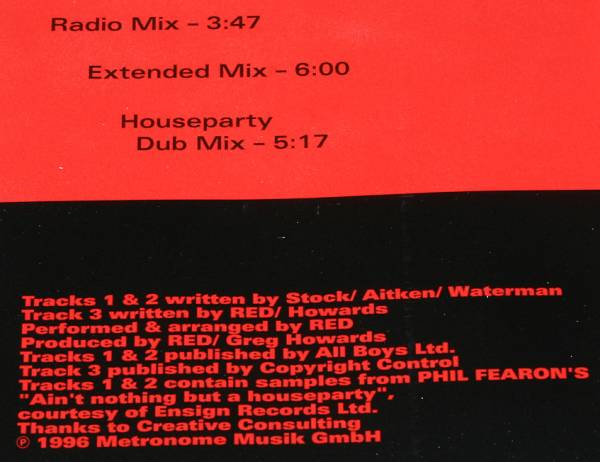 Radio Mix – 3:47
Extended Mix – 6:00
Houseparty
Dub Mix – 5:17
Tracks 1 & 2 written by Stock/ Aitken/ Waterman
Track 3 written by RED/ Howards
Performed & arranged by RED
Produced by RED/ Greg Howards
Tracks 1 & 2 published by All Boys Ltd.
Track 3 published by Copyright Control
Tracks 1 & 2 contain samples from PHIL FEARON'S
"Ain't nothing but a houseparty",
courtesy of Ensign Records Ltd.
Thanks to Creative Consulting
℗ 1996 Metronome Musik GmbH